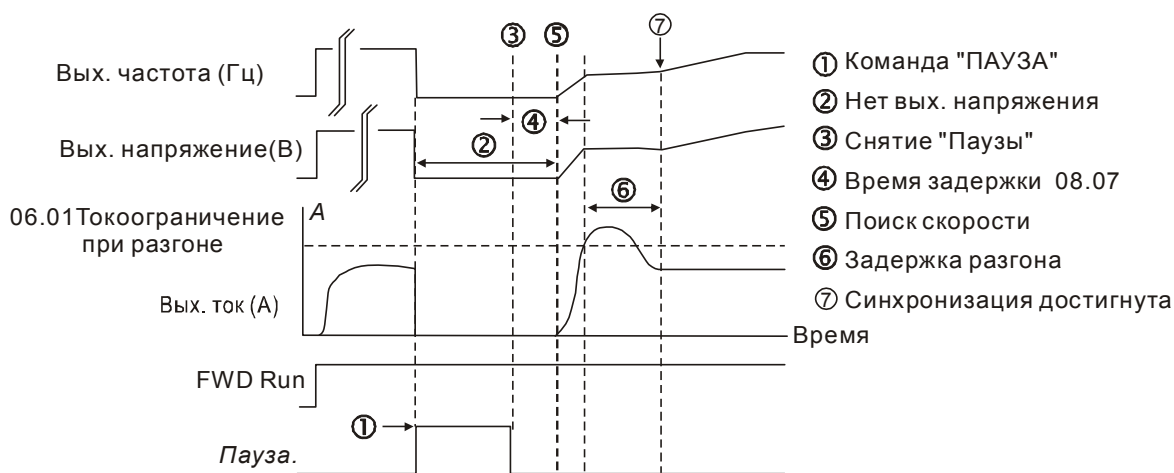 ③ ⑤ ⑦
Вых. частота (Гц)
④
Вых. напряжение(В)
②
06.01Токоограничение
при разгоне
А
⑥
Вых. ток (А)
Время
FWD Run
①
Пауза.
① Команда "ПАУЗА"
② Нет вых. напряжения
③ Снятие "Паузы"
④ Время задержки 08.07
⑤ Поиск скорости
⑥ Задержка разгона
⑦ Синхронизация достигнута